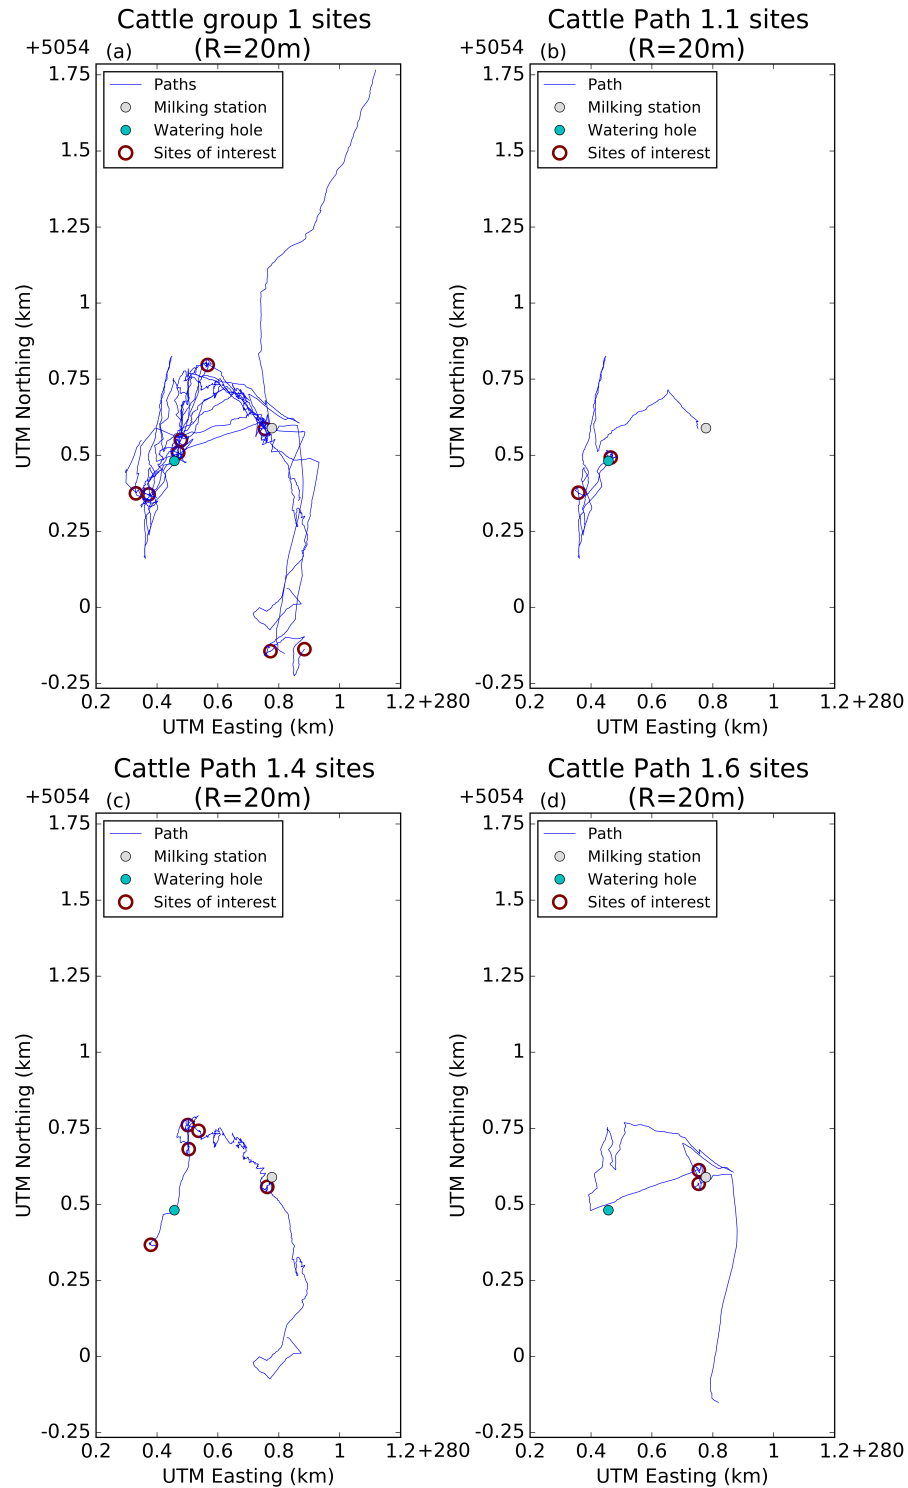 Cattle group 1 sites
(R=20m)
+5054
(a)
Paths
Milking station
Watering hole
Sites of interest
1.75
1.5
1.25
1
0.75
0.5
0.25
0
-0.25
UTM Northing (km)
0.2
0.4
0.6
0.8
1
1.2
+280
UTM Easting (km)
Cattle Path 1.1 sites
(R=20m)
+5054
(b)
Path
Milking station
Watering hole
Sites of interest
1.75
1.5
1.25
1
0.75
0.5
0.25
0
-0.25
UTM Northing (km)
0.2
0.4
0.6
0.8
1
1.2
+280
UTM Easting (km)
Cattle Path 1.4 sites
(R=20m)
+5054
(c)
Path
Milking station
Watering hole
Sites of interest
1.75
1.5
1.25
1
0.75
0.5
0.25
0
-0.25
UTM Northing (km)
0.2
0.4
0.6
0.8
1
1.2
+280
UTM Easting (km)
Cattle Path 1.6 sites
(R=20m)
+5054
(d)
Path
Milking station
Watering hole
Sites of interest
1.75
1.5
1.25
1
0.75
0.5
0.25
0
-0.25
UTM Northing (km)
0.2
0.4
0.6
0.8
1
1.2
+280
UTM Easting (km)